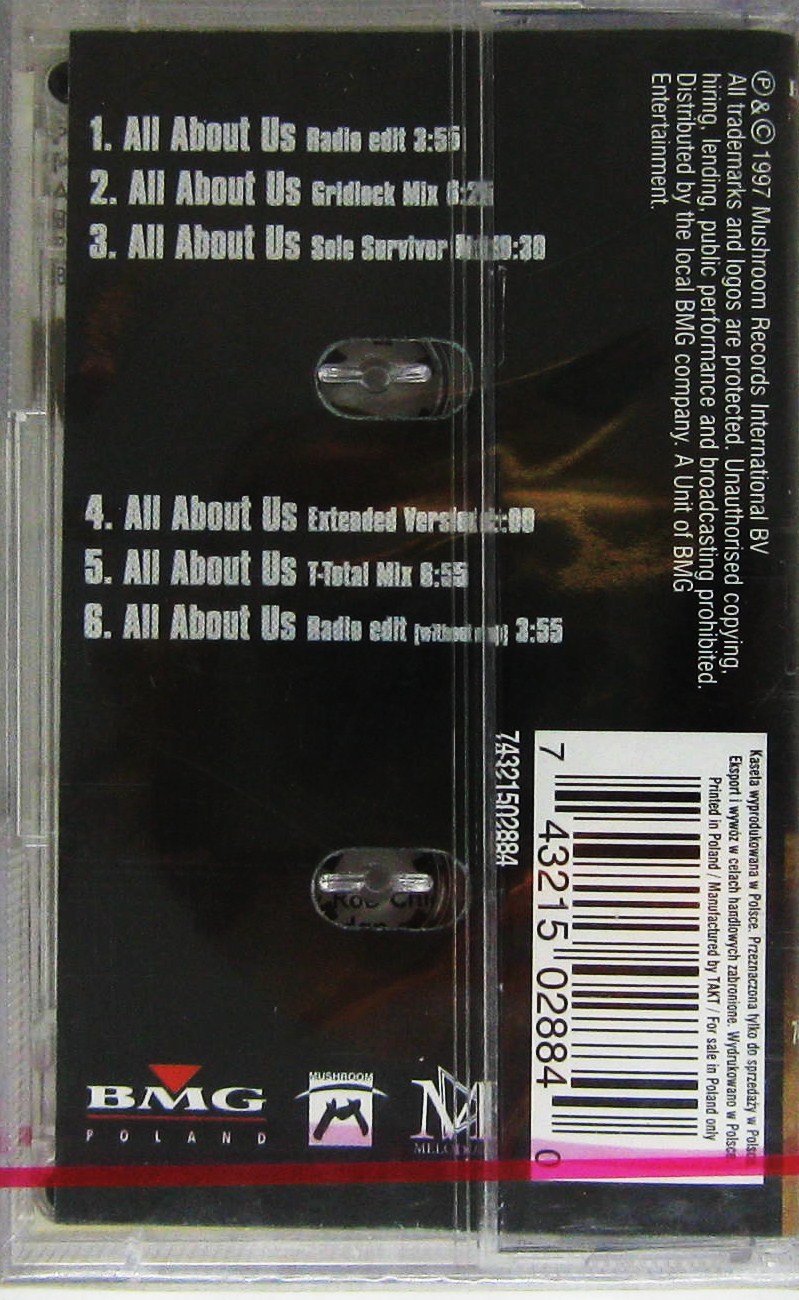 1. All About Us Radio edit 3:55
2. All About Us Gridlock Mix
3. All About Us Sole Survivor
4. All About Us Extended Version
5. All About Us T-Total Mix 6:55
6. All About Us Radio edit 3:55
℗ & © 1997 Mushroom Records International BV
All trademarks and logos are protected. Unauthorised copying,
hiring, lending, public performance and broadcasting prohibited.
Distributed by the local BMG company. A Unit of BMG
Entertainment.
Kaseta wyprodukowana w Polsce. Przeznaczona tylko do sprzedaży w Polsce
Eksport i wywóz w celach handlowych zabronione. Wydrukowano w Polsce
Printed in Poland / Manufactured by TAKT / For sale in Poland only
7 43215 02884 0
74321502884
BMG
POLAND
MUSHROOM
M